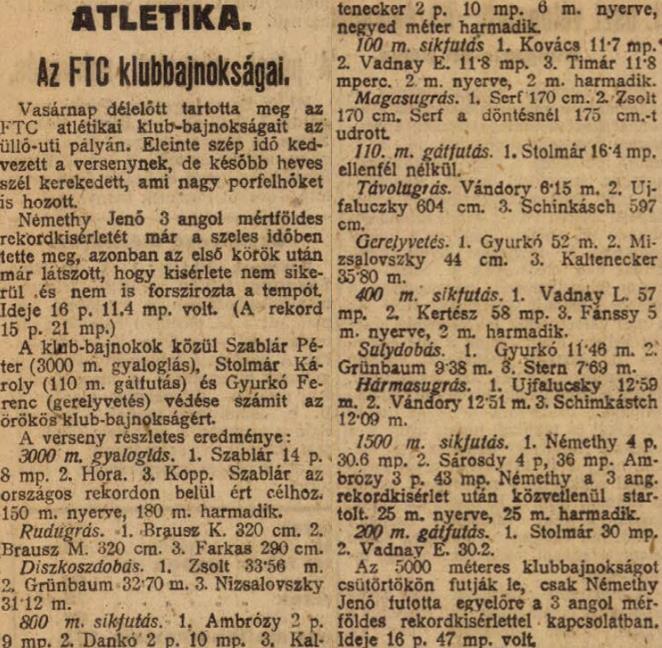 ATLÉTIKA.
Az FTC klubbajnokságai.
Vasárnap délelőtt tartotta meg az
FTC atlétikai klub-bajnokságait az
üllő-uti pályán. Eleinte szép idő ked-
vezett a versenynek, de később heves
szél kerekedett, ami nagy porfelhőket
is hozott.
Némethy Jenő 3 angol mértföldes
rekordkisérletét már a szeles időben
tette meg, azonban az első körök után
már látszott, hogy kisérlete nem sike-
rül és nem is forszirozta a tempót.
Ideje 16 p. 11.4 mp. volt. (A rekord
15 p. 21 mp.)
A klub-bajnokok közül Szablár Pé-
ter (3000 m. gyaloglás), Stolmár Ká-
roly (110 m. gátfutás) és Gyurkó Fe-
renc (gerelyvetés) védése számit az
örökös klub-bajnokságért.
A verseny részletes eredménye:
3000 m. gyaloglás. 1. Szablár 14 p.
8 mp. 2. Hóra. 3. Kopp. Szablár az
országos rekordon belül ért célhoz.
150 m. nyerve, 180 m. harmadik.
Rudugrás. 1. Brausz K. 320 cm. 2.
Brausz M. 320 cm. 3. Farkas 290 cm.
Diszkoszdobás. 1. Zsolt 33·56 m.
2. Grünbaum 32·70 m. 3. Nizsalovszky
31·12 m.
800 m. sikfutás. 1. Ambrózy 2 p.
9 mp. 2. Dankó 2 p. 10 mp. 3. Kal-
tenecker 2 p. 10 mp. 6 m. nyerve,
negyed méter harmadik.
100 m. sikfutás 1. Kovács 11·7 mp.
2. Vadnay E. 11·8 mp. 3. Timár 11·8
mperc. 2 m. nyerve, 2 m. harmadik.
Magasugrás. 1. Serf 170 cm. 2. Zsolt
170 cm. Serf a döntésnél 175 cm.-t
udrott.
110. m. gátfutás. 1. Stolmár 16·4 mp.
ellenfél nélkül.
Távolugrás. Vándory 6·15 m. 2. Uj-
faluczky 604 cm. 3. Schinkásch 597
cm.
Gerelyvetés. 1. Gyurkó 52 m. 2. Mi-
zsalovszky 44 cm. 3. Kaltenecker
35·80 m.
400 m. sikfutás. 1. Vadnay L. 57
mp. 2. Kertész 58 mp. 3. Fánssy 5
m. nyerve, 2 m. harmadik.
Sulydobás. 1. Gyurkó 11·46 m. 2.
Grünbaum 9·38 m. 3. Stern 7·69 m.
Hármasugrás. 1. Ujfalucsky 12·59
m. 2. Vándory 12·51 m. 3. Schimkástch
12·09 m.
1500 m. sikfutás. 1. Némethy 4 p.
30.6 mp. 2. Sárosdy 4 p, 36 mp. Am-
brózy 3 p. 43 mp. Némethy a 3 ang.
rekordkisérlet után közvetlenül star-
tolt. 25 m. nyerve, 25 m. harmadik.
200 m. gátfutás. 1. Stolmár 30 mp.
2. Vadnay E. 30.2.
Az 5000 méteres klubbajnokságot
csütörtökön futják le, csak Némethy
Jenő futotta egyelőre a 3 angol mér-
földes rekordkisérlettel kapcsolatban.
Ideje 16 p. 47 mp. volt.